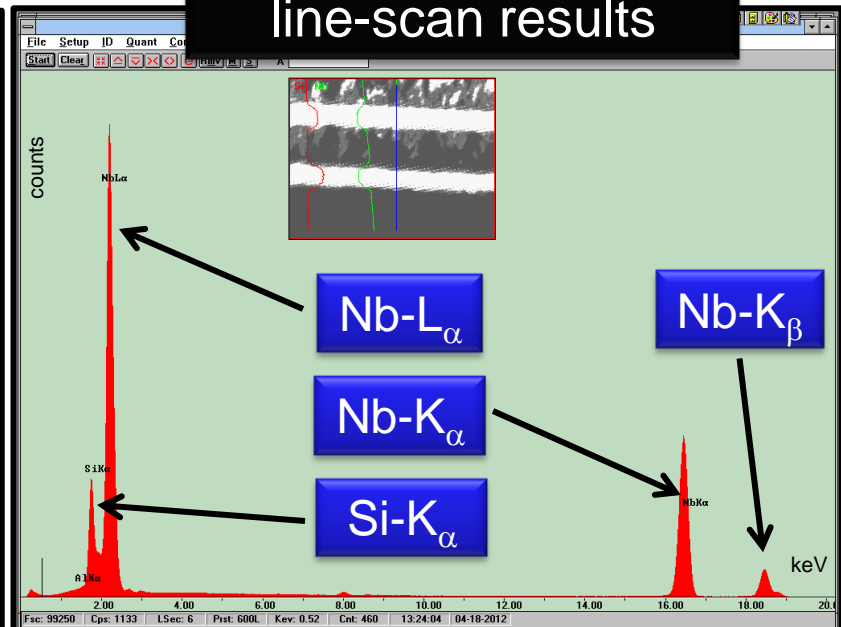 line-scan results
File Setup ID Quant
Start Clear
counts
NbLα
Nb-Lα
Nb-Kβ
Nb-Kα
SiKα
NbKα
Si-Kα
AlKα
keV
2.00 4.00 6.00 8.00 10.00 12.00 14.00 16.00 18.00 20.
Fsc: 99250 Cps: 1133 LSec: 6 Prst: 600L Kev: 0.52 Cnt: 460 13:24:04 04-18-2012